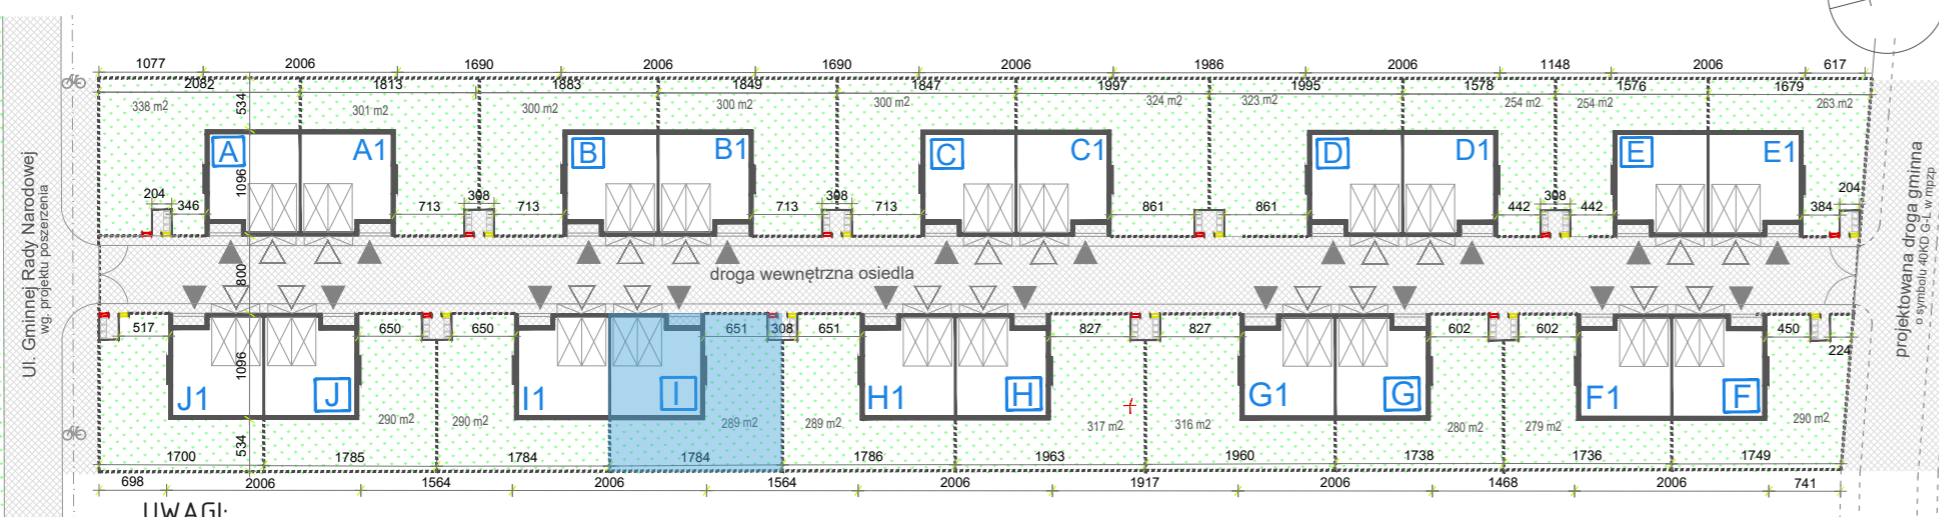 1077 2006 1690 2006 1690 2006 1986 2006 1148 2006 617
2082 1813 1883 1849 1847 1997 1995 1578 1576 1679
338 m2 534 301 m2 300 m2 300 m2 300 m2 324 m2 323 m2 254 m2 254 m2 263 m2
A A1 B B1 C C1 D D1 E E1
1096
204 346 713 308 713 713 308 713 861 861 442 308 442 384 204
Ul. Gminnej Rady Narodowej
wg. projektu poszerzenia
800
droga wewnętrzna osiedla
projektowana droga gminna
o symbolu 40KD G-L w mpzp
517 650 650 651 308 651 827 827 602 602 450
224
1096
J1 J I1 I H1 H G1 G F1 F
290 m2 290 m2 289 m2 289 m2 317 m2 316 m2 280 m2 279 m2 290 m2
534
1700 1785 1784 1784 1786 1963 1960 1738 1736 1749
698 2006 1564 2006 1564 2006 1917 2006 1468 2006 741
UWAGI: